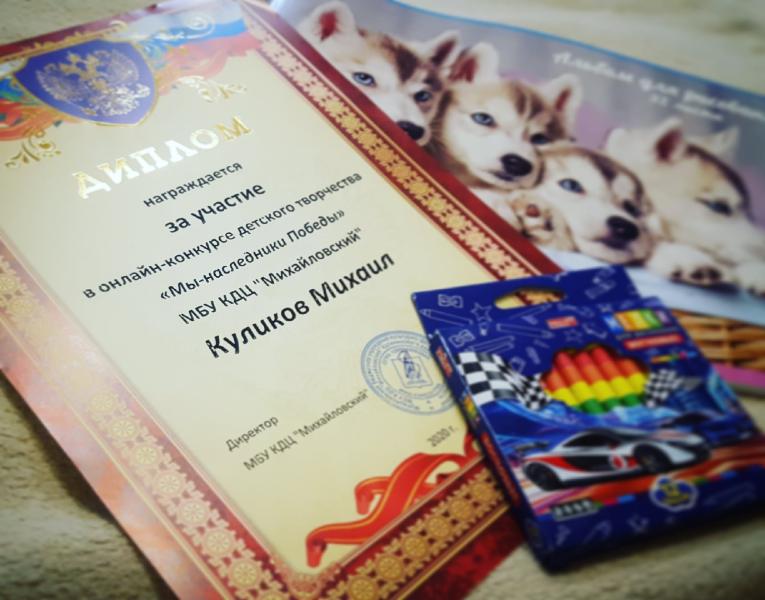 ДИПЛОМ
награждается
за участие
в онлайн-конкурсе детского творчества
«Мы-наследники Победы»
МБУ КДЦ "Михайловский"
Куликов Михаил
Директор
МБУ КДЦ "Михайловский"
2020 г.
Альбом для рисования